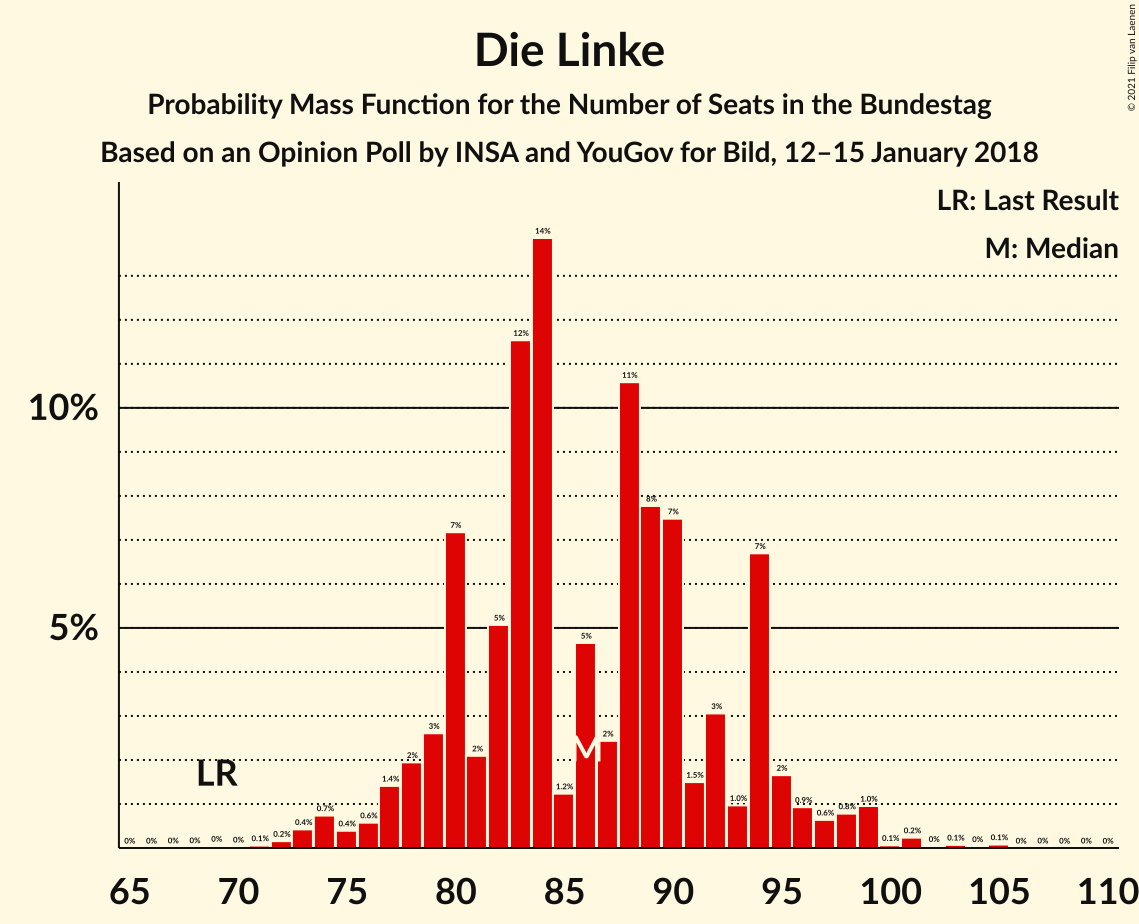 Die Linke
Probability Mass Function for the Number of Seats in the Bundestag
Based on an Opinion Poll by INSA and YouGov for Bild, 12–15 January 2018
© 2021 Filip van Laenen
LR: Last Result
M: Median
10%
5%
LR
M
0% 0% 0% 0% 0% 0% 0.1% 0.2% 0.4% 0.7% 0.4% 0.6% 1.4% 2% 3% 7% 2% 5% 12% 14% 1.2% 5% 2% 11% 8% 7% 1.5% 3% 1.0% 7% 2% 0.9% 0.6% 0.8% 1.0% 0.1% 0.2% 0% 0.1% 0% 0.1% 0% 0% 0% 0% 0%
65 70 75 80 85 90 95 100 105 110